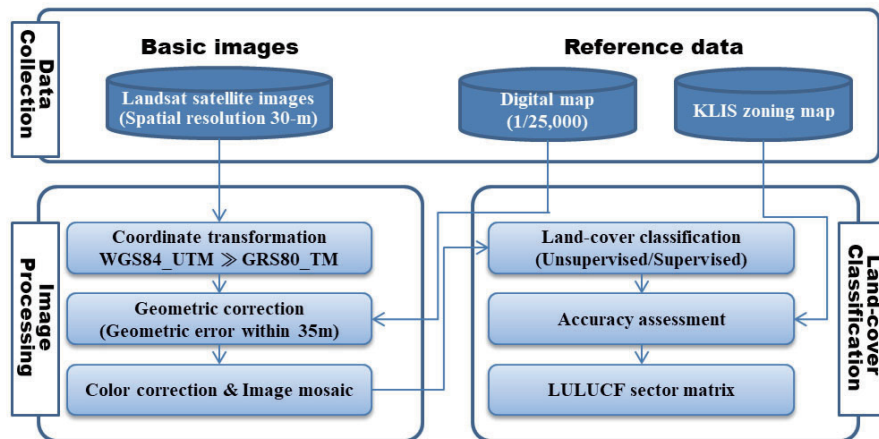 Data
Collection
Basic images
Reference data
Landsat satellite images
(Spatial resolution 30-m)
Digital map
(1/25,000)
KLIS zoning map
Image
Processing
Coordinate transformation
WGS84_UTM ≫ GRS80_TM
Geometric correction
(Geometric error within 35m)
Color correction & Image mosaic
Land-cover classification
(Unsupervised/Supervised)
Accuracy assessment
LULUCF sector matrix
Land-cover
Classification